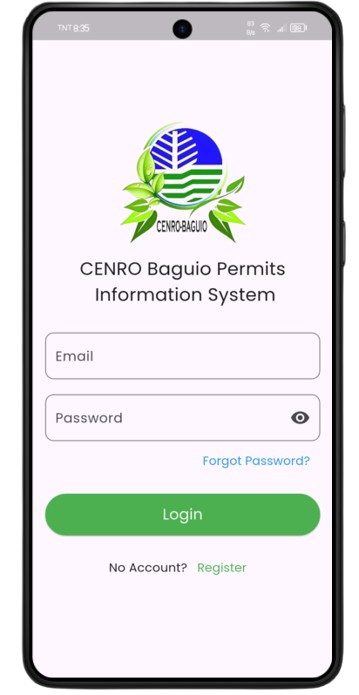 TNT 8:35
CENRO-BAGUIO
CENRO Baguio Permits
Information System
Email
Password
Forgot Password?
Login
No Account? Register